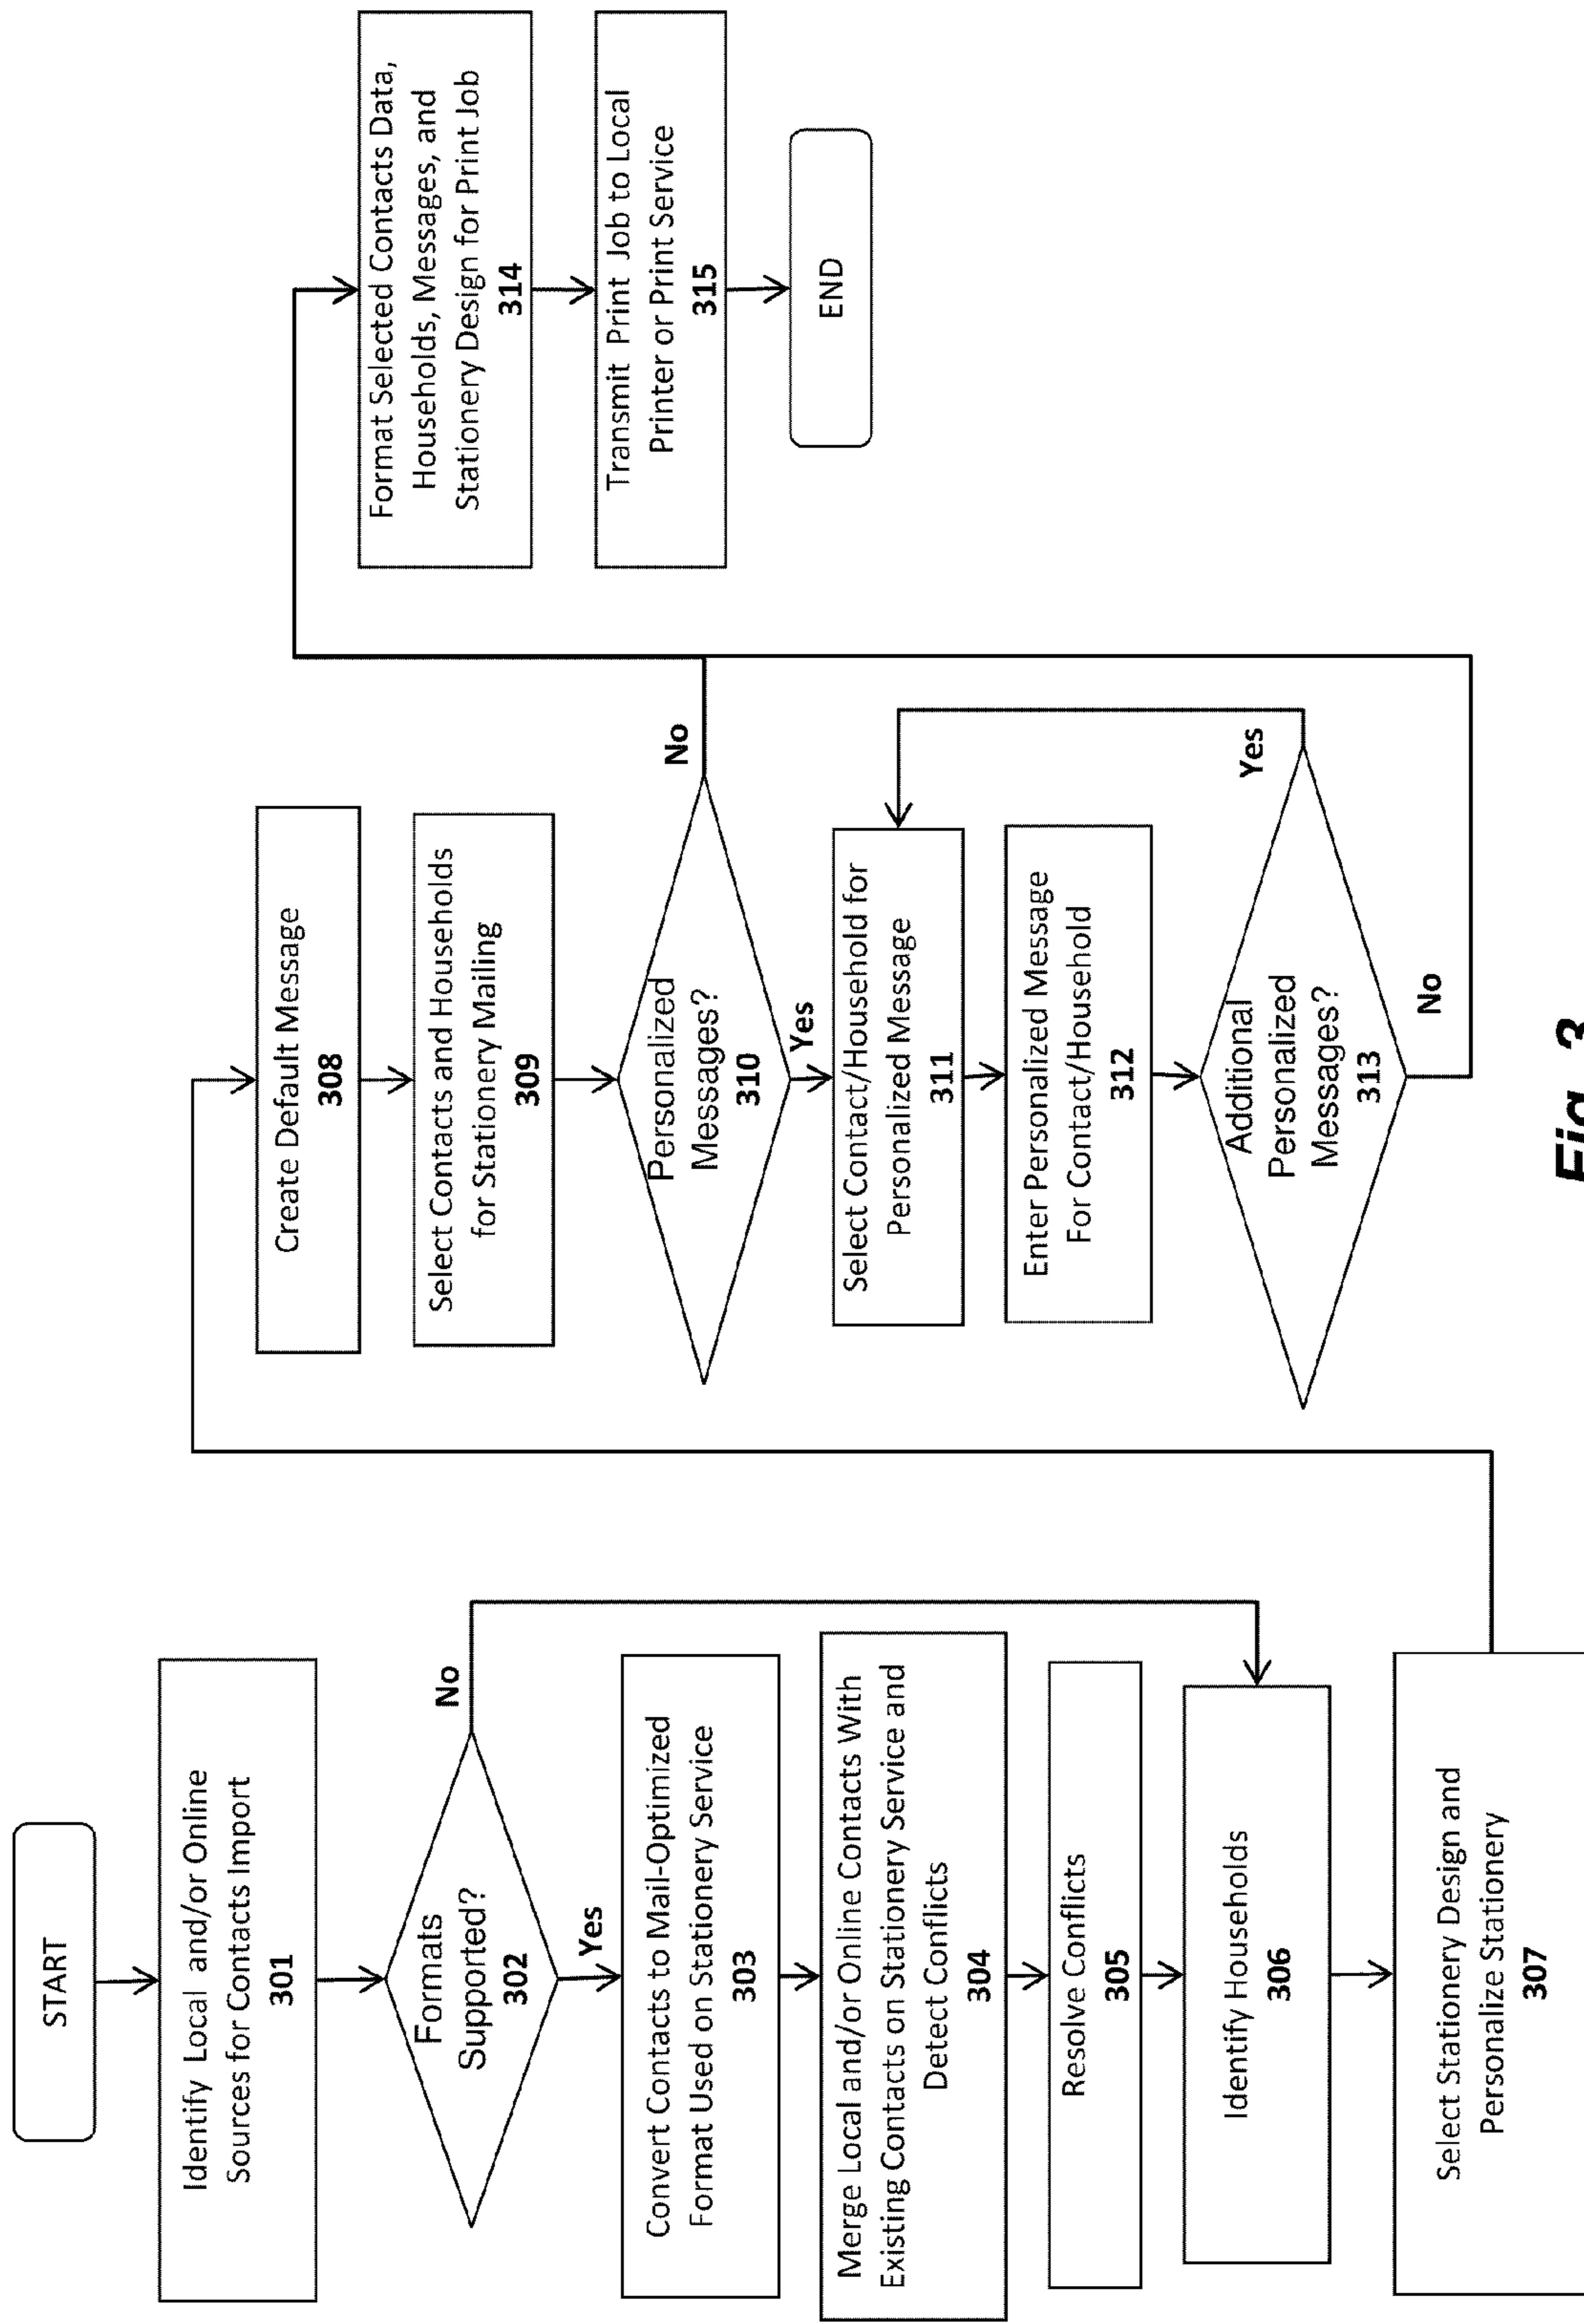 START
Identify Local and/or Online
Sources for Contacts Import
301
Formats
Supported?
302
No
Yes
Convert Contacts to Mail-Optimized
Format Used on Stationery Service
303
Merge Local and/or Online Contacts With
Existing Contacts on Stationery Service and
Detect Conflicts
304
Resolve Conflicts
305
Identify Households
306
Select Stationery Design and
Personalize Stationery
307
Create Default Message
308
Select Contacts and Households
for Stationery Mailing
309
Personalized
Messages?
310
No
Yes
Select Contact/Household for
Personalized Message
311
Enter Personalized Message
For Contact/Household
312
Additional
Personalized
Messages?
313
Yes
No
Format Selected Contacts Data,
Households, Messages, and
Stationery Design for Print Job
314
Transmit Print Job to Local
Printer or Print Service
315
END
Fig. 3